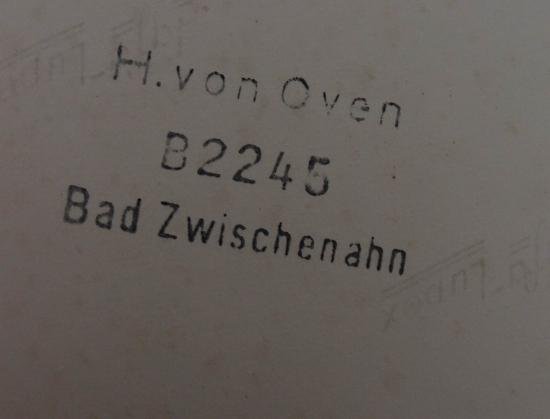 H. von Oven
B2245
Bad Zwischenahn